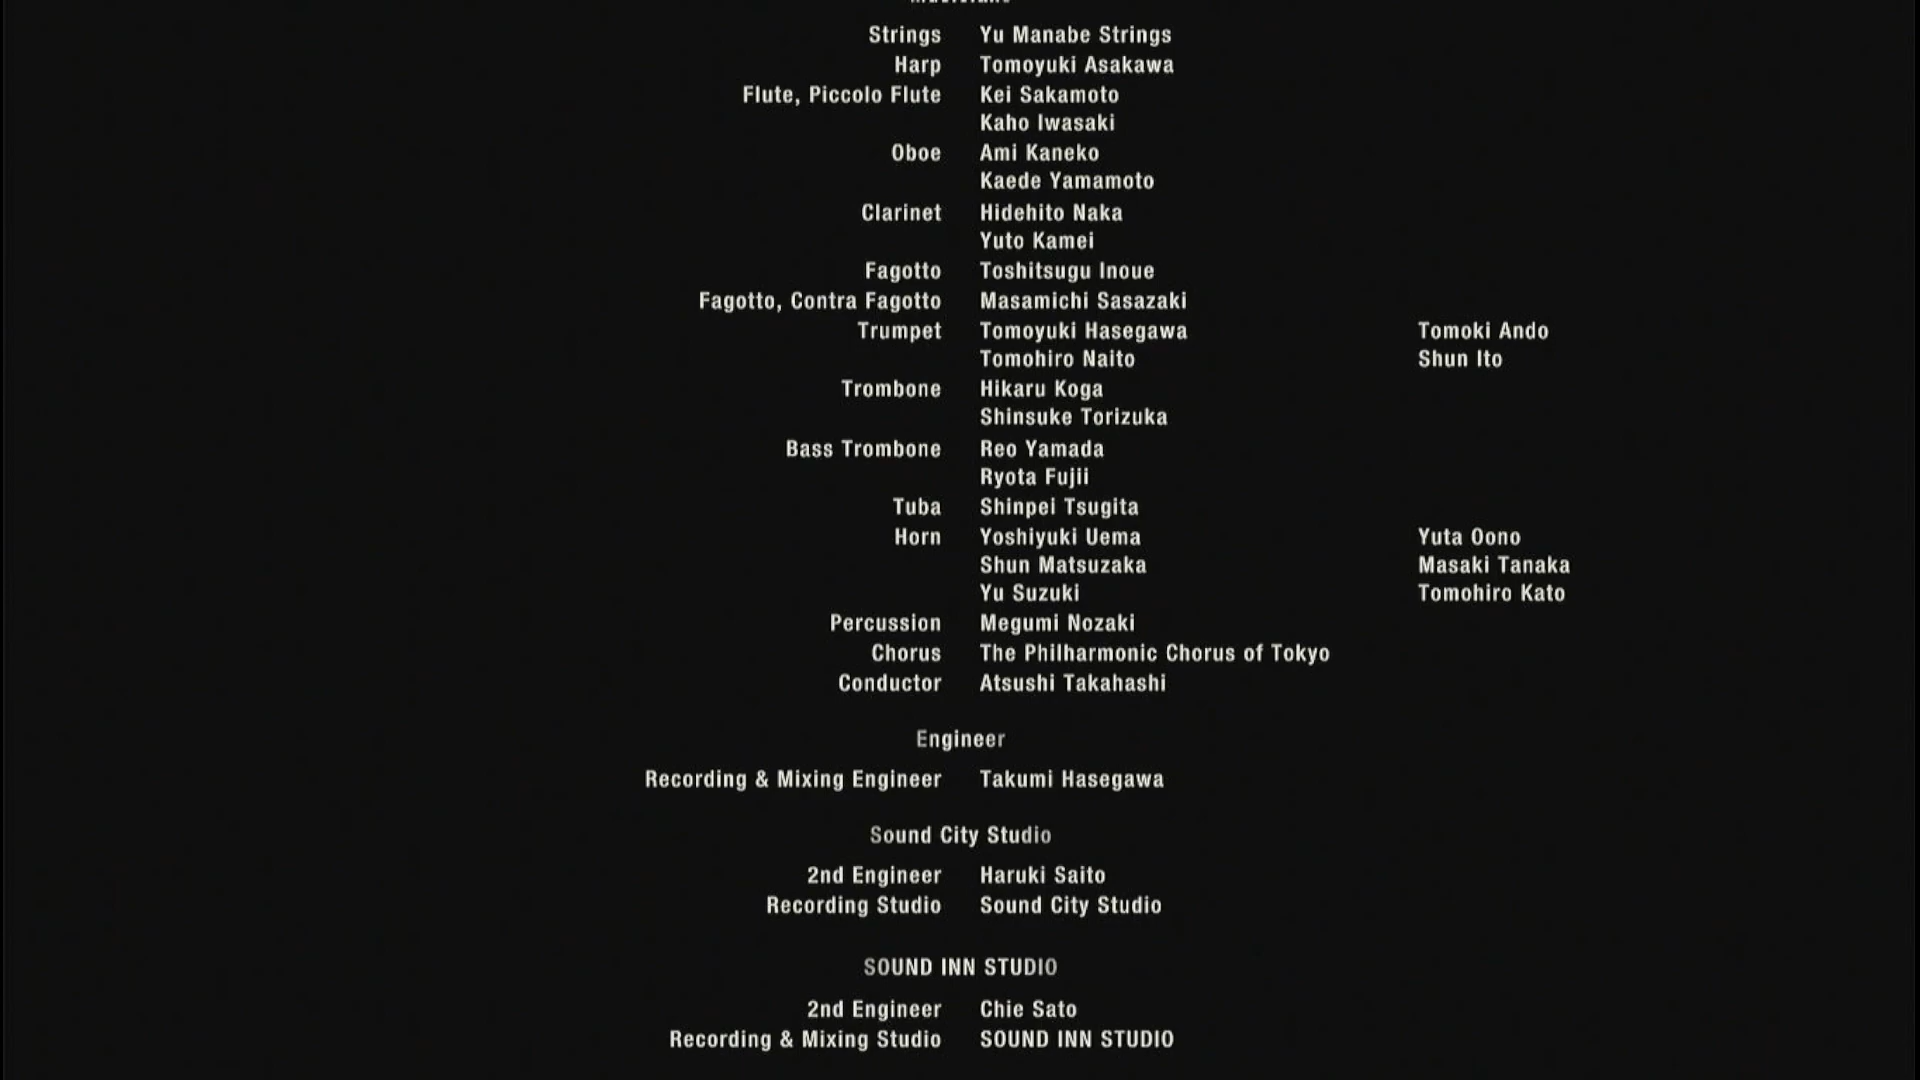 Strings Yu Manabe Strings
Harp Tomoyuki Asakawa
Flute, Piccolo Flute Kei Sakamoto
Kaho Iwasaki
Oboe Ami Kaneko
Kaede Yamamoto
Clarinet Hidehito Naka
Yuto Kamei
Fagotto Toshitsugu Inoue
Fagotto, Contra Fagotto Masamichi Sasazaki
Trumpet Tomoyuki Hasegawa Tomoki Ando
Tomohiro Naito Shun Ito
Trombone Hikaru Koga
Shinsuke Torizuka
Bass Trombone Reo Yamada
Ryota Fujii
Tuba Shinpei Tsugita
Horn Yoshiyuki Uema Yuta Oono
Shun Matsuzaka Masaki Tanaka
Yu Suzuki Tomohiro Kato
Percussion Megumi Nozaki
Chorus The Philharmonic Chorus of Tokyo
Conductor Atsushi Takahashi
Engineer
Recording & Mixing Engineer Takumi Hasegawa
Sound City Studio
2nd Engineer Haruki Saito
Recording Studio Sound City Studio
SOUND INN STUDIO
2nd Engineer Chie Sato
Recording & Mixing Studio SOUND INN STUDIO